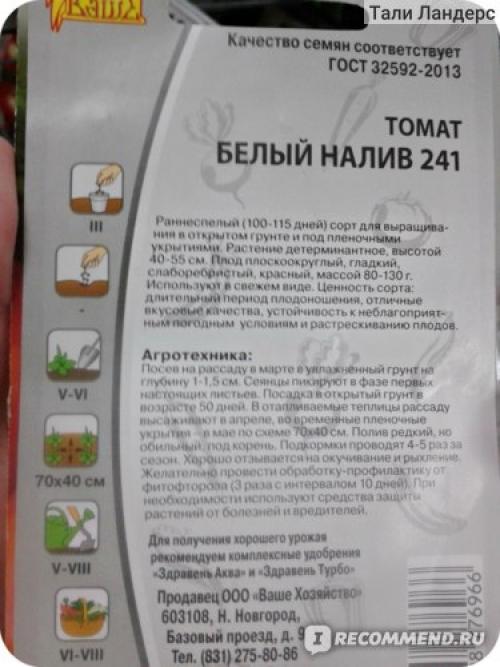 Тали Ландерс
Ваше
Качество семян соответствует
ГОСТ 32592-2013
ТОМАТ
БЕЛЫЙ НАЛИВ 241
III
Раннеспелый (100-115 дней) сорт для выращива-
ния в открытом грунте и под пленочными
укрытиями. Растение детерминантное, высотой
40-55 см. Плод плоскоокруглый, гладкий,
слаборебристый, красный, массой 80-130 г.
Используют в свежем виде. Ценность сорта:
длительный период плодоношения, отличные
вкусовые качества, устойчивость к неблагоприят-
ным погодным условиям и растрескиванию плодов.
-
Агротехника:
Посев на рассаду в марте в увлажненный грунт на
глубину 1-1,5 см. Сеянцы пикируют в фазе первых
настоящих листьев. Посадка в открытый грунт в
возрасте 50 дней. В отапливаемые теплицы рассаду
высаживают в апреле, во временные пленочные
укрытия – в мае по схеме 70х40 см. Полив редкий, но
обильный, под корень. Подкормки проводят 4-5 раз за
сезон. Хорошо отзывается на окучивание и рыхление.
Желательно провести обработку-профилактику от
фитофтороза (3 раза с интервалом 10 дней). При
необходимости используют средства защиты
растений от болезней и вредителей.
V-VI
70х40 см
V-VIII
VI-VIII
Для получения хорошего урожая
рекомендуем комплексные удобрения
«Здравень Аква» и «Здравень Турбо»
Продавец ООО «Ваше Хозяйство»
603108, Н. Новгород,
Базовый проезд, д. 9
Тел. (831) 275-80-86
76966
IRECOMMEND.RU